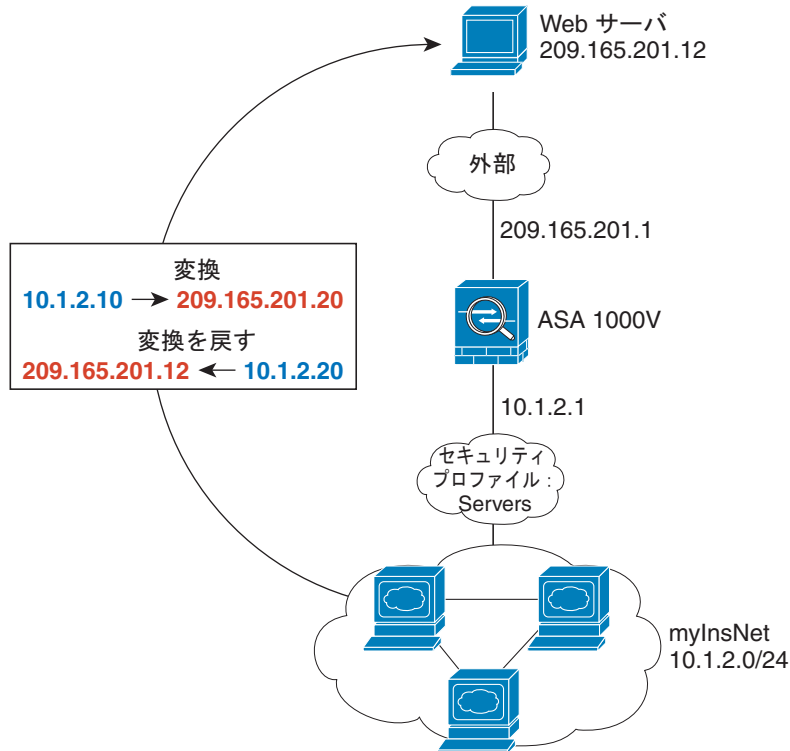 Web サーバ
209.165.201.12
外部
209.165.201.1
変換
10.1.2.10 → 209.165.201.20
変換を戻す
209.165.201.12 ← 10.1.2.20
ASA 1000V
10.1.2.1
セキュリティ
プロファイル：
Servers
myInsNet
10.1.2.0/24